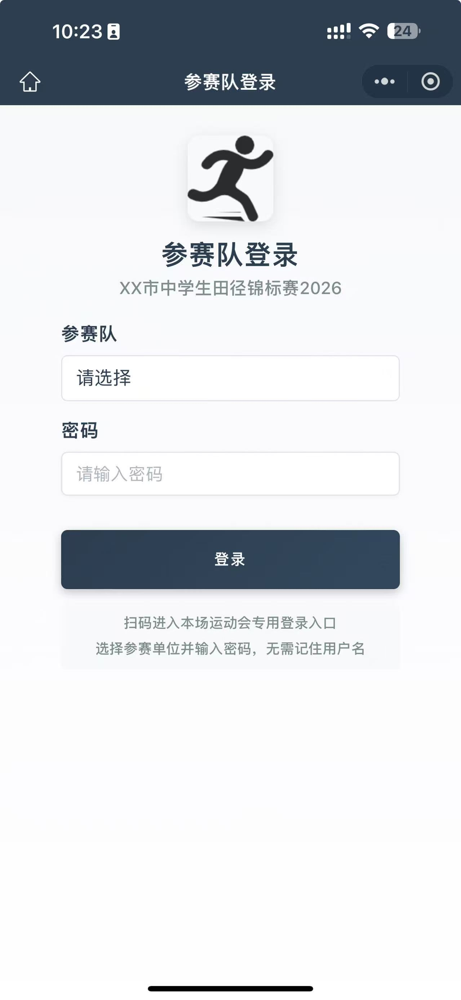 10:23
24
参赛队登录
参赛队登录
XX市中学生田径锦标赛2026
参赛队
请选择
密码
请输入密码
登录
扫码进入本场运动会专用登录入口
选择参赛单位并输入密码，无需记住用户名